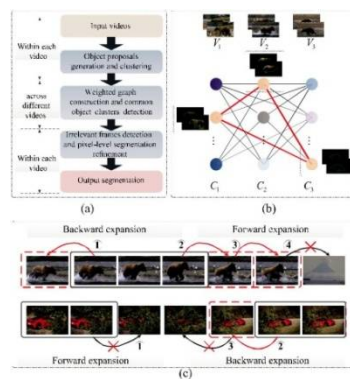 Input videos
Within each
video
Object proposals
generation and clustering
across
different
videos
Weighted graph
construction and common
object clusters detection
Within each
video
Irrelevant frames detection
and pixel-level segmentation
refinement
Output segmentation
(a)
V1 V2 V3
C1 C2 C3
(b)
Backward expansion Forward expansion
1 2 3 4
1 3 2
Forward expansion Backward expansion
(c)